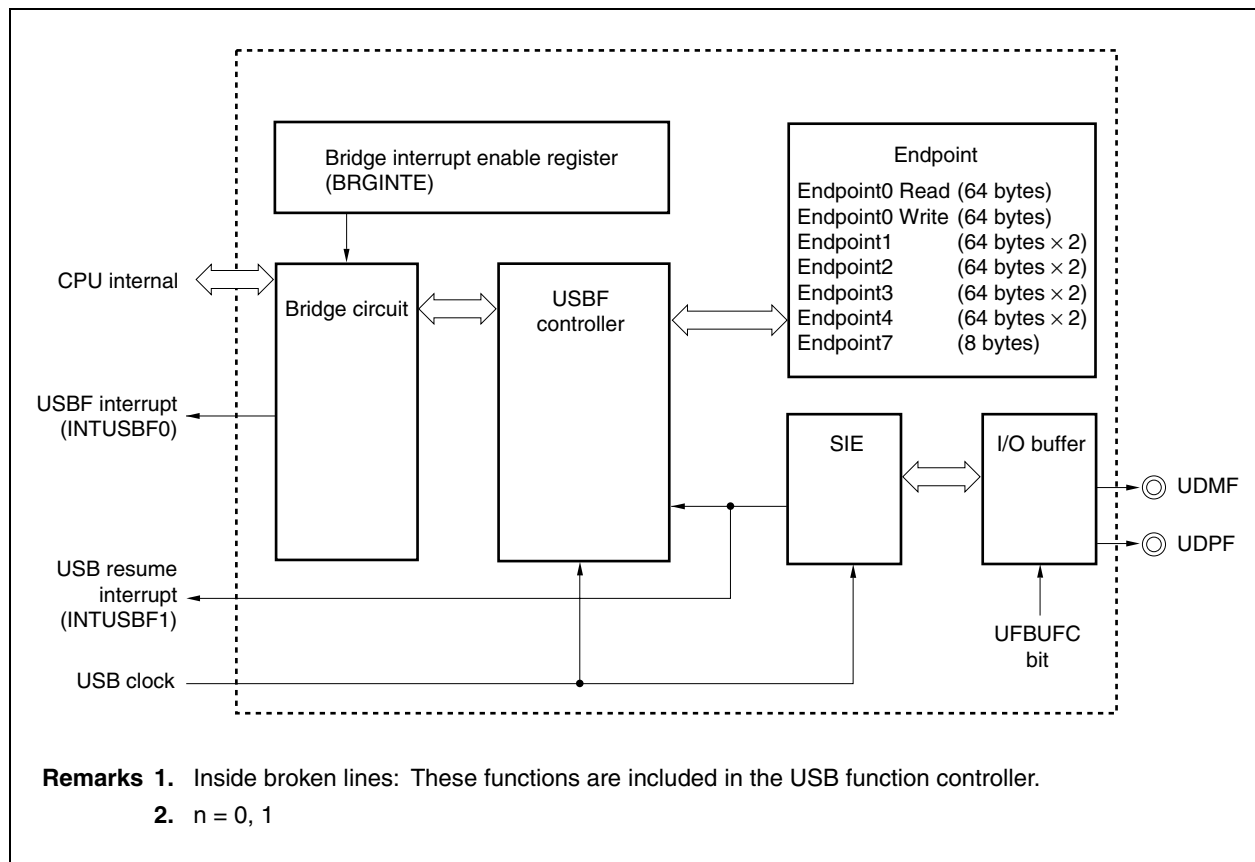 Bridge interrupt enable register
(BRGINTE)
Endpoint
Endpoint0 Read (64 bytes)
Endpoint0 Write (64 bytes)
Endpoint1 (64 bytes × 2)
Endpoint2 (64 bytes × 2)
Endpoint3 (64 bytes × 2)
Endpoint4 (64 bytes × 2)
Endpoint7 (8 bytes)
CPU internal
Bridge circuit
USBF
controller
USBF interrupt
(INTUSBF0)
SIE
I/O buffer
UDMF
UDPF
USB resume
interrupt
(INTUSBF1)
UFBUFC
bit
USB clock
Remarks 1. Inside broken lines: These functions are included in the USB function controller.
2. n = 0, 1